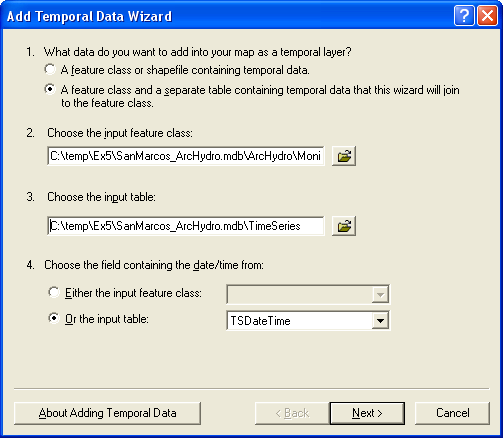 Add Temporal Data Wizard
1. What data do you want to add into your map as a temporal layer?
A feature class or shapefile containing temporal data.
A feature class and a separate table containing temporal data that this wizard will join
to the feature class.
2. Choose the input feature class:
C:\temp\Ex5\SanMarcos_ArcHydro.mdb\ArcHydro\Moni
3. Choose the input table:
C:\temp\Ex5\SanMarcos_ArcHydro.mdb\TimeSeries
4. Choose the field containing the date/time from:
Either the input feature class:
Or the input table: TSDateTime
About Adding Temporal Data < Back Next > Cancel